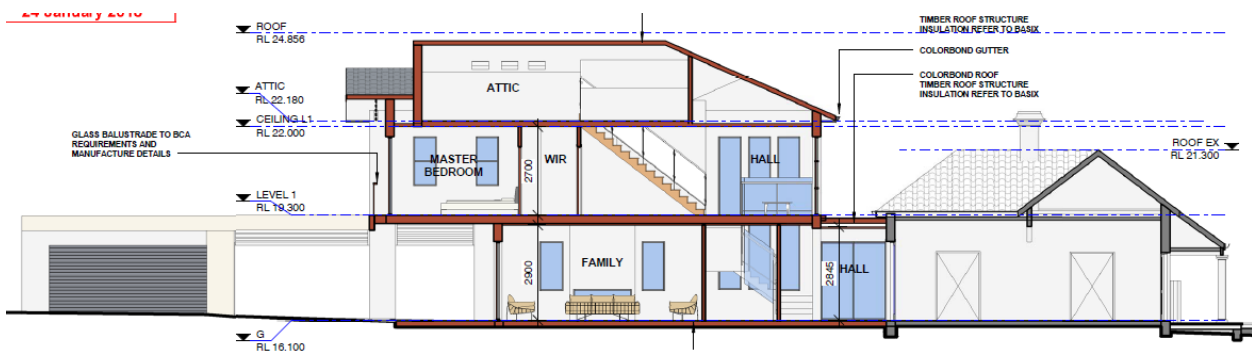 24 January 2018
ROOF
RL 24.856
ATTIC
RL 22.180
CEILING L1
RL 22.000
GLASS BALUSTRADE TO BCA
REQUIREMENTS AND
MANUFACTURE DETAILS
LEVEL 1
RL 19.300
G
RL 16.100
ATTIC
MASTER
BEDROOM
WIR
HALL
2700
FAMILY
2900
HALL
2845
TIMBER ROOF STRUCTURE
INSULATION REFER TO BASIX
COLORBOND GUTTER
COLORBOND ROOF
TIMBER ROOF STRUCTURE
INSULATION REFER TO BASIX
ROOF EX
RL 21.300